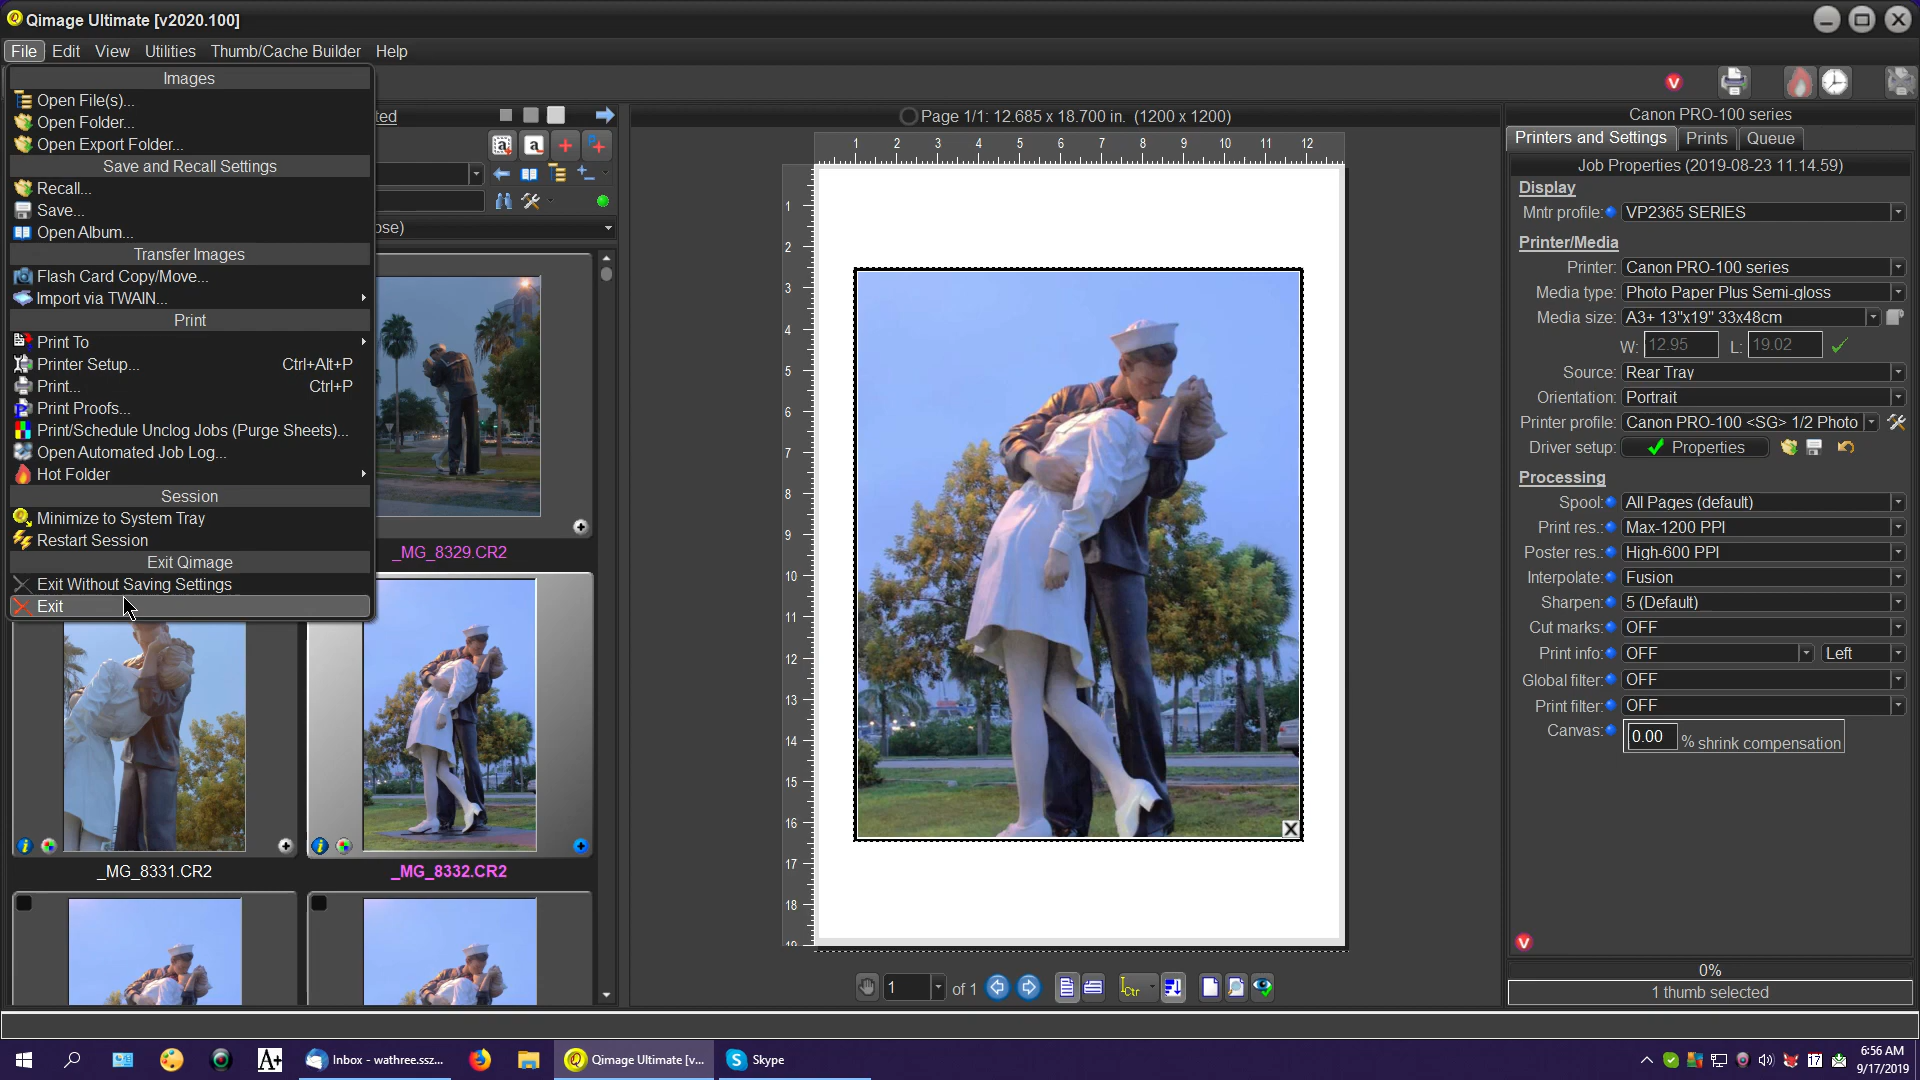 Qimage Ultimate [v2020.100]
File Edit View Utilities Thumb/Cache Builder Help
Images
Open File(s)...
Open Folder...
Open Export Folder...
Save and Recall Settings
Recall...
Save...
Open Album...
Transfer Images
Flash Card Copy/Move...
Import via TWAIN...
Print
Print To
Printer Setup... Ctrl+Alt+P
Print... Ctrl+P
Print Proofs...
Print/Schedule Unclog Jobs (Purge Sheets)...
Open Automated Job Log...
Hot Folder
Session
Minimize to System Tray
Restart Session
Exit Qimage
Exit Without Saving Settings
Exit
ted
ose)
_MG_8329.CR2
_MG_8331.CR2
_MG_8332.CR2
Page 1/1: 12.685 x 18.700 in. (1200 x 1200)
1 2 3 4 5 6 7 8 9 10 11 12
1
2
3
4
5
6
7
8
9
10
11
12
13
14
15
16
17
18
19
1 of 1
Ctr
Canon PRO-100 series
Printers and Settings Prints Queue
Job Properties (2019-08-23 11.14.59)
Display
Mntr profile: VP2365 SERIES
Printer/Media
Printer: Canon PRO-100 series
Media type: Photo Paper Plus Semi-gloss
Media size: A3+ 13"x19" 33x48cm
W: 12.95 L: 19.02
Source: Rear Tray
Orientation: Portrait
Printer profile: Canon PRO-100 <SG> 1/2 Photo
Driver setup: Properties
Processing
Spool: All Pages (default)
Print res.: Max-1200 PPI
Poster res.: High-600 PPI
Interpolate: Fusion
Sharpen: 5 (Default)
Cut marks: OFF
Print info: OFF Left
Global filter: OFF
Print filter: OFF
Canvas: 0.00 % shrink compensation
V
0%
1 thumb selected
A+ Inbox - wathree.ssz... Qimage Ultimate [v... Skype
17
6:56 AM
9/17/2019